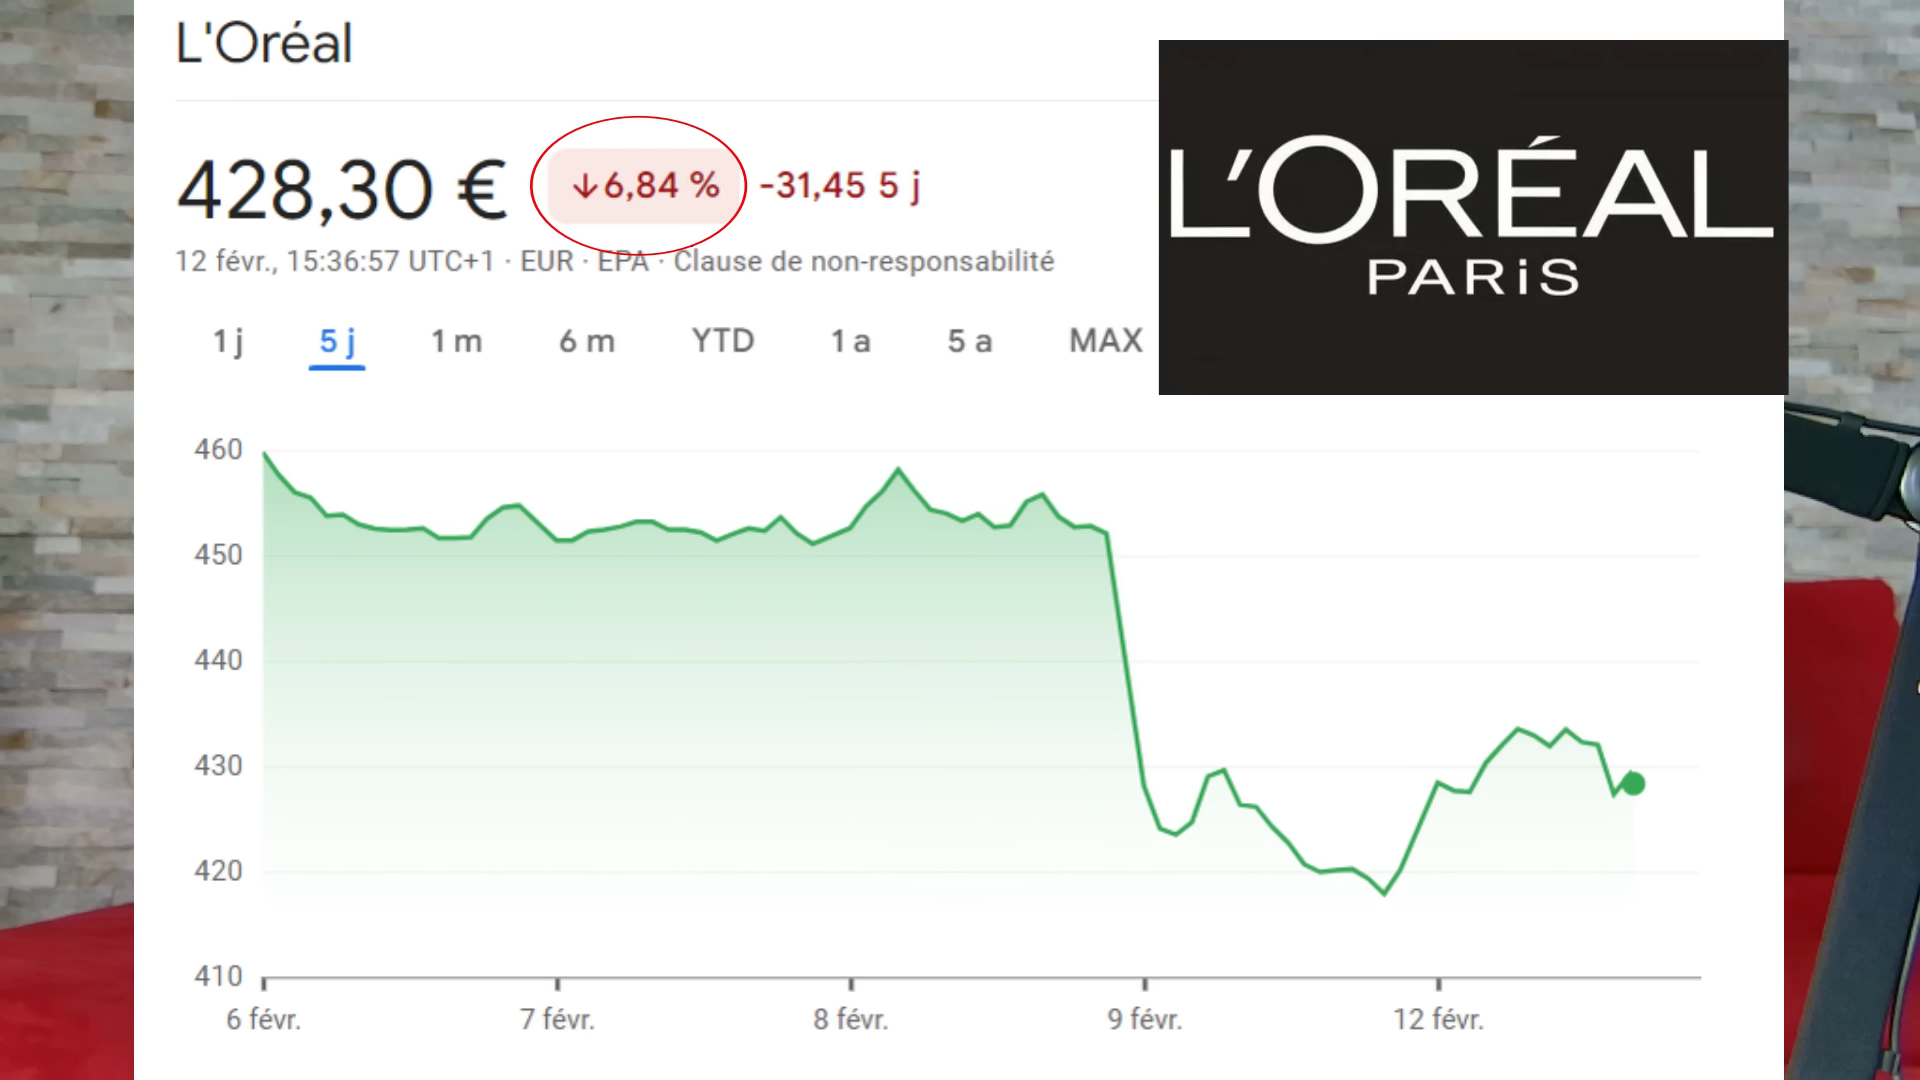 L'Oréal
428,30 € ↓6,84 % -31,45 5 j
12 févr., 15:36:57 UTC+1 · EUR · EPA · Clause de non-responsabilité
L'ORÉAL
PARiS
1 j 5 j 1 m 6 m YTD 1 a 5 a MAX
460
450
440
430
420
410
6 févr. 7 févr. 8 févr. 9 févr. 12 févr.